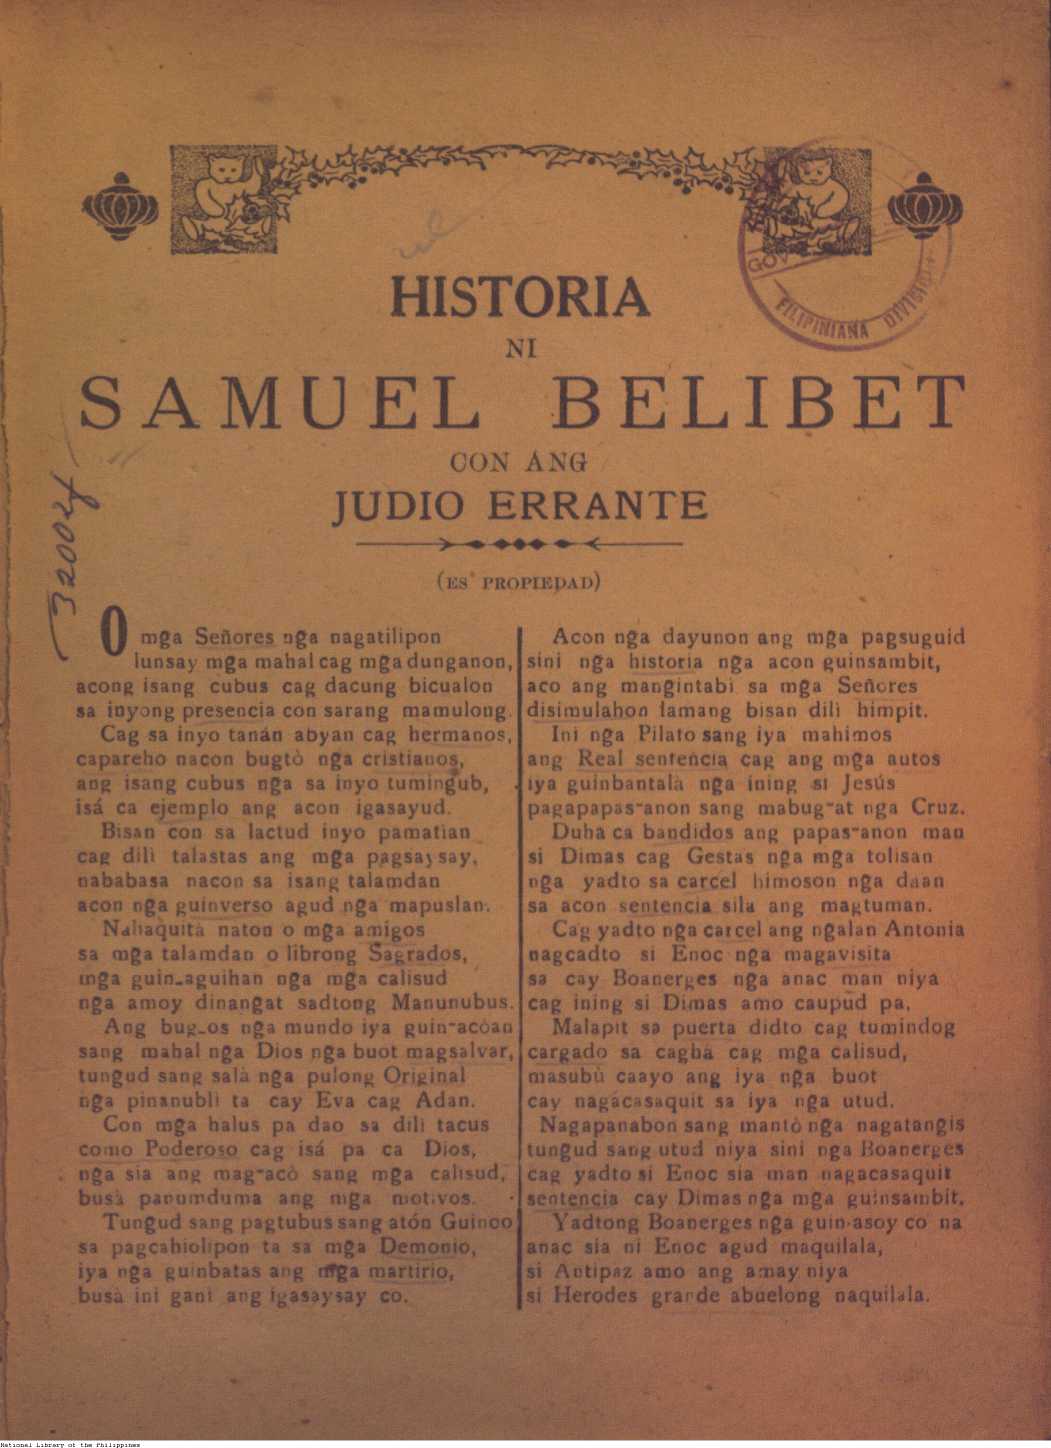 HISTORIA
NI
SAMUEL BELIBET
CON ANG
JUDIO ERRANTE
(ES PROPIEDAD)
O mga Señores nga nagatilipon
lunsay mga mahal cag mga dunganon,
acong isang cubus cag dacung bicualon
sa inyong presencia con sarang mamulong.
Cag sa inyo tanán abyan cag hermanos,
capareho nacon bugtò nga cristianos,
ang isang cubus nga sa inyo tumingub,
isá ca ejemplo ang acon igasayud.
Bisan con sa lactud inyo pamatian
cag dilì talastas ang mga pagsaysay,
nababasa nacon sa isang talamdan
acon nga guinverso agud nga mapuslan.
Nahaquità naton o mga amigos
sa mga talamdan o librong Sagrados,
mga guin-aguihan nga mga calisud
nga amoy dinangat sadtong Manunubus.
Ang bug-os nga mundo iya guin-acóan
sang mahal nga Dios nga buot magsalvar,
tungud sang salà nga pulong Original
nga pinanublì ta cay Eva cag Adan.
Con mga halus pa dao sa dilì tacus
como Poderoso cag isá pa ca Dios,
nga sia ang mag-acò sang mga calisud,
busà panumduma ang mga motivos.
Tungud sang pagtubus sang atón Guinoo
sa pagcahiolipon ta sa mga Demonio,
iya nga guinbatas ang mga martirio,
busà ini ganì ang igasaysay co.
Acon nga dayunon ang mga pagsuguid
sini nga historia nga acon guinsambit,
aco ang mangintabi sa mga Señores
disimulahon lamang bisan dilì himpit.
Ini nga Pilato sang iya mahimos
ang Real sentencia cag ang mga autos
iya guinbantalà nga ining si Jesús
pagapapas-anon sang mabug-at nga Cruz.
Duha ca bandidos ang papas-anon man
si Dimas cag Gestas nga mga tolisan
nga yadto sa carcel himoson nga daan
sa acon sentencia sila ang magtuman.
Cag yadto nga carcel ang ngalan Antonia
nagcadto si Enoc nga magavisita
sa cay Boanerges nga anac man niya
cag ining si Dimas amo caupud pa.
Malapit sa puerta didto cag tumindog
cargado sa cagha cag mga calisud,
masubù caayo ang iya nga buot
cay nagacasaquit sa iya nga utud.
Nagapanabon sang mantò nga nagatangis
tungud sang utud niya sini nga Boanerges
cag yadto si Enoc sia man nagacasaquit
sentencia cay Dimas nga mga guinsambit.
Yadtong Boanerges nga guin-asoy co na
anac sia ni Enoc agud maquilala,
si Antipaz amo ang amay niya
si Herodes grande abuelong naquilala.
GOV
FILIPINIANA DIVISION
32002f
National Library of the Philippines